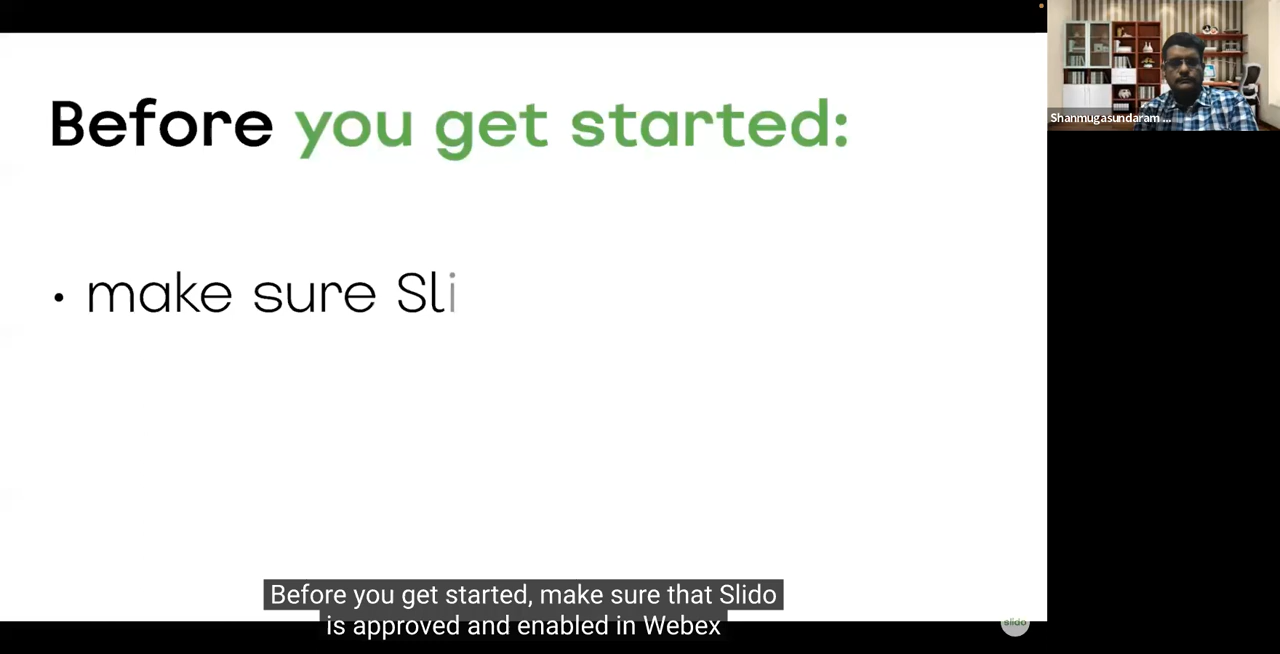 Before you get started:
Shanmugasundaram ...
• make sure Sli
Before you get started, make sure that Slido
is approved and enabled in Webex
slido